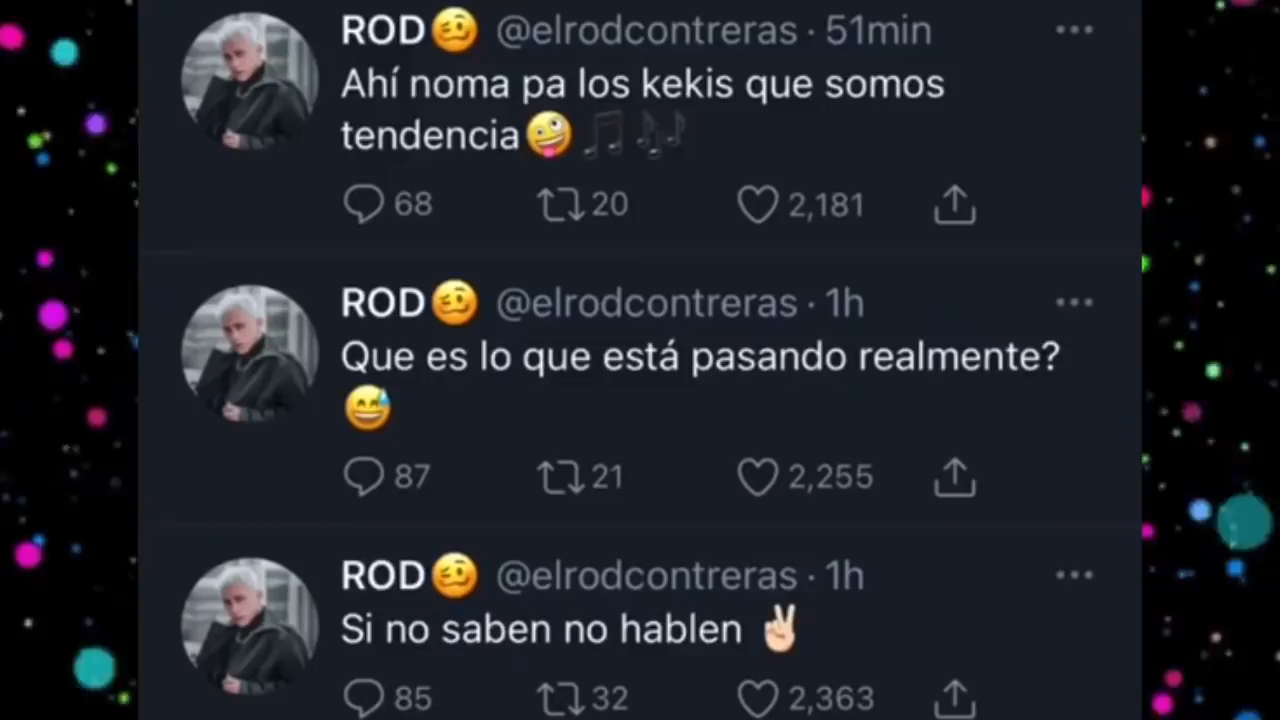 ROD🥴 @elrodcontreras · 51min
Ahí noma pa los kekis que somos
tendencia🤪🎵🎶
68 20 2,181
ROD🥴 @elrodcontreras · 1h
Que es lo que está pasando realmente?
😅
87 21 2,255
ROD🥴 @elrodcontreras · 1h
Si no saben no hablen ✌🏻
85 32 2,363